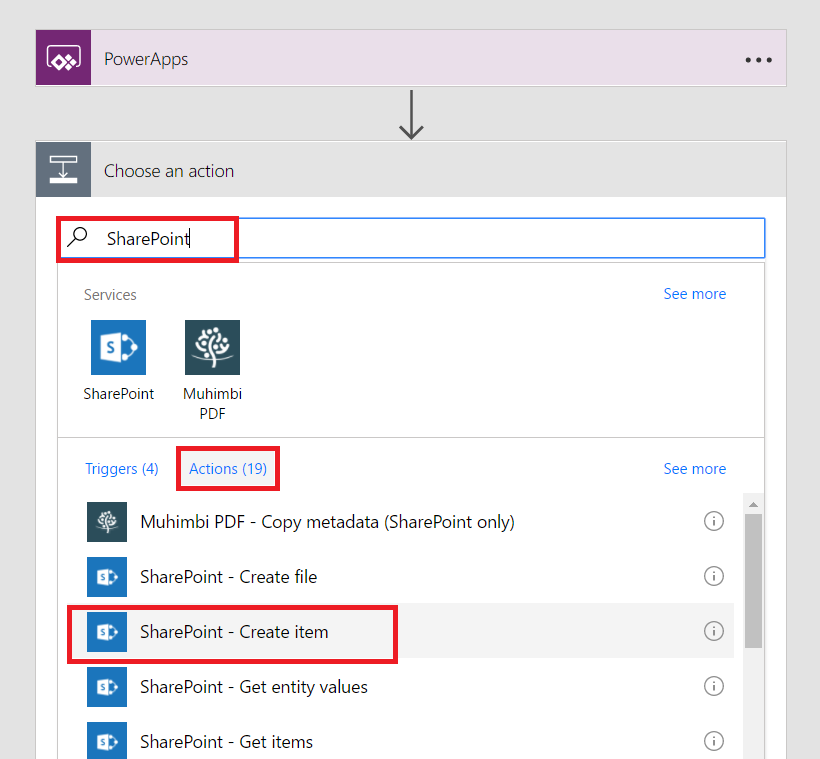 PowerApps
Choose an action
SharePoint
Services
See more
SharePoint
Muhimbi
PDF
Triggers (4)
Actions (19)
See more
Muhimbi PDF - Copy metadata (SharePoint only)
SharePoint - Create file
SharePoint - Create item
SharePoint - Get entity values
SharePoint - Get items